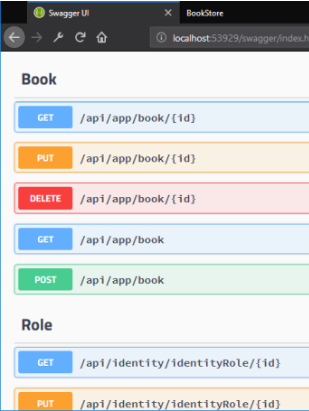 Swagger UI BookStore
localhost:53929/swagger/index.h
Book
GET /api/app/book/{id}
PUT /api/app/book/{id}
DELETE /api/app/book/{id}
GET /api/app/book
POST /api/app/book
Role
GET /api/identity/identityRole/{id}
PUT /api/identity/identityRole/{id}